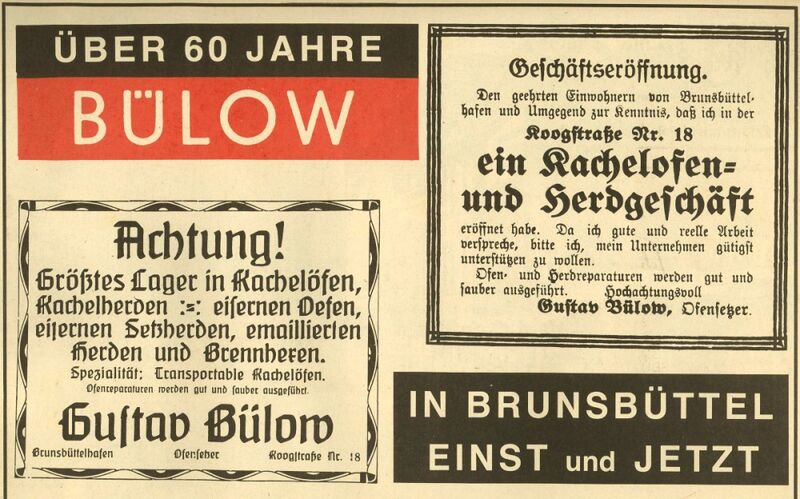 ÜBER 60 JAHRE
BÜLOW
Achtung!
Größtes Lager in Kachelöfen,
Kachelherden :=: eisernen Oefen,
eisernen Setzherden, emaillierten
Herden und Brennhexen.
Spezialität: Transportable Kachelöfen.
Ofenreparaturen werden gut und sauber ausgeführt.
Gustav Bülow
Brunsbüttelhafen Ofensetzer Koogstraße Nr. 18
Geschäftseröffnung.
Den geehrten Einwohnern von Brunsbüttel-
hafen und Umgegend zur Kenntnis, daß ich in der
Koogstraße Nr. 18
ein Kachelofen-
und Herdgeschäft
eröffnet habe. Da ich gute und reelle Arbeit
verspreche, bitte ich, mein Unternehmen gütigst
unterstützen zu wollen.
Ofen- und Herdreparaturen werden gut und
sauber ausgeführt. Hochachtungsvoll
Gustav Bülow, Ofensetzer.
IN BRUNSBÜTTEL
EINST und JETZT